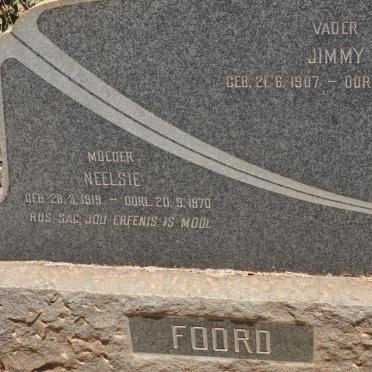 VADER
JIMMY
GEB. 21. 6. 1907 - OOR
MOEDER
NEELSIE
GEB. 28. 3. 1919 - OORL. 20. 9. 1970
RUS SAG, JOU ERFENIS IS MOOI.
FOORD